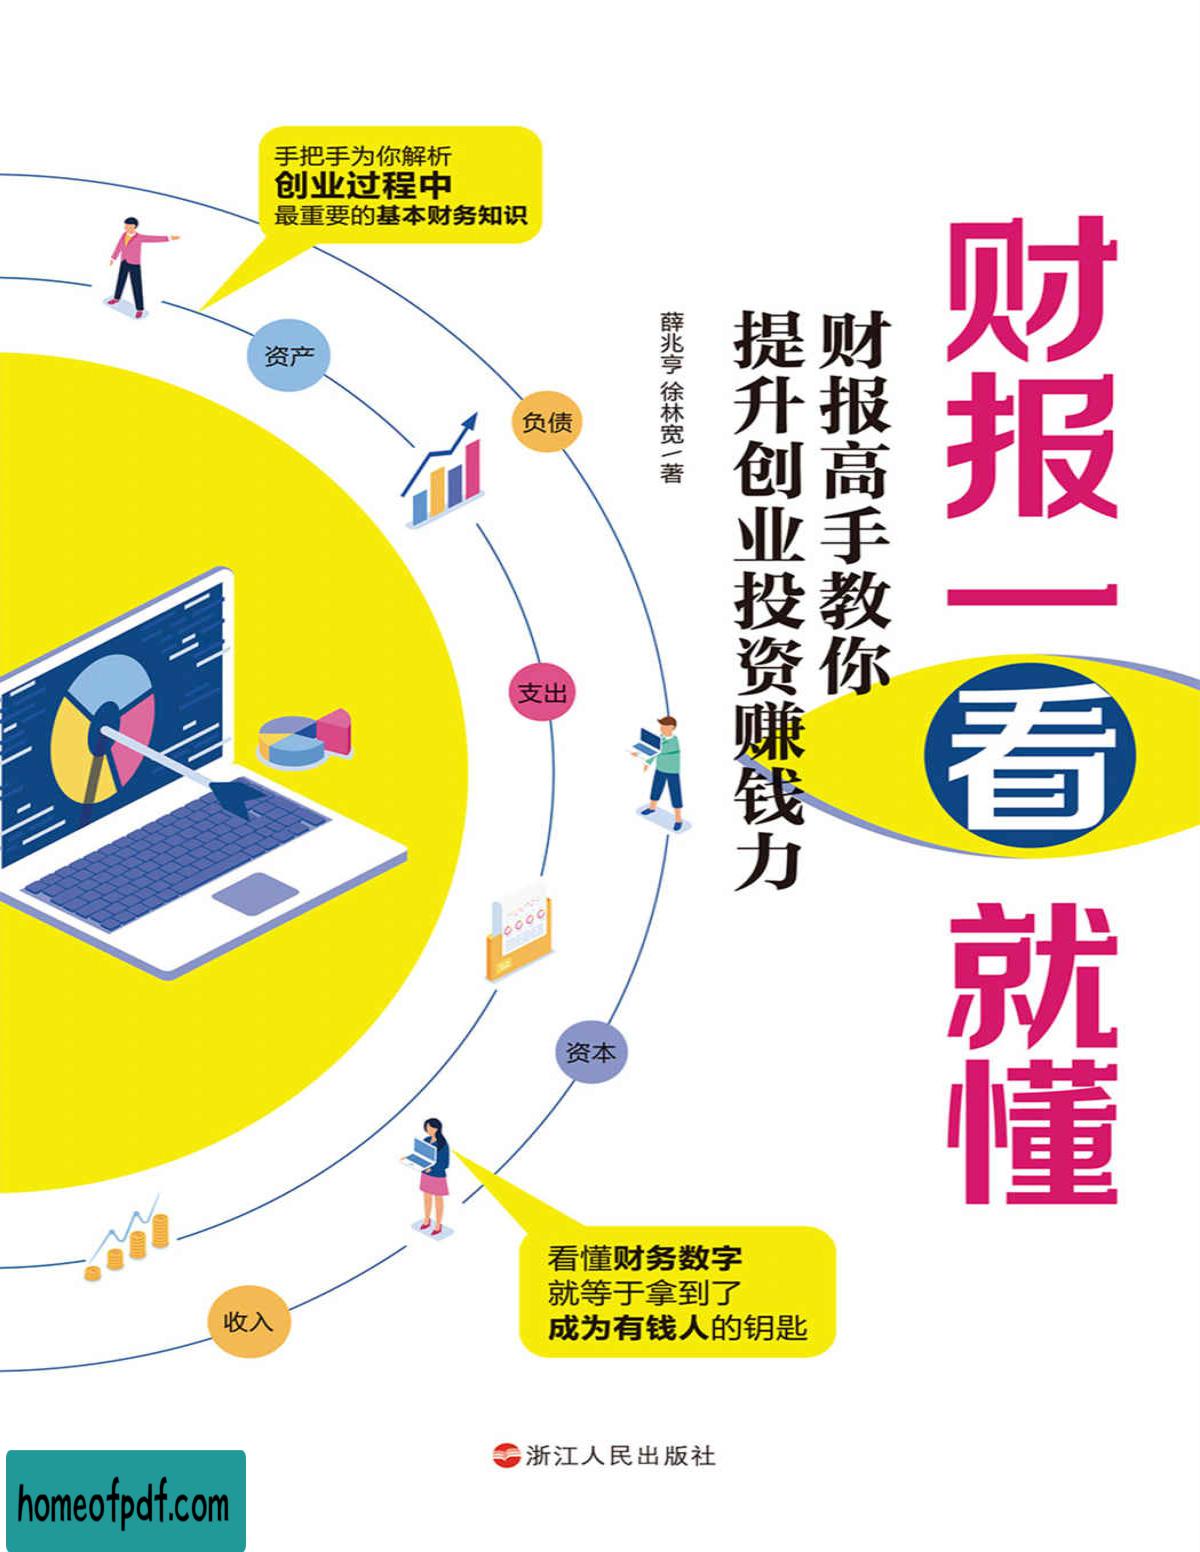 财报一看就懂
财报高手教你
提升创业投资赚钱力
薛兆亨 徐林宽/著
手把手为你解析
创业过程中
最重要的基本财务知识
资产
负债
支出
资本
收入
看懂财务数字
就等于拿到了
成为有钱人的钥匙
浙江人民出版社
homeofpdf.com